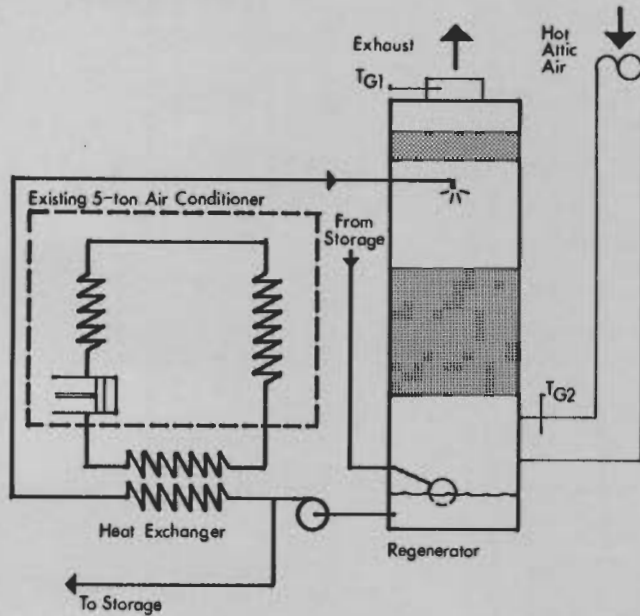 Exhaust
Hot
Attic
Air
TG1
Existing 5-ton Air Conditioner
From
Storage
TG2
Heat Exchanger
Regenerator
To Storage